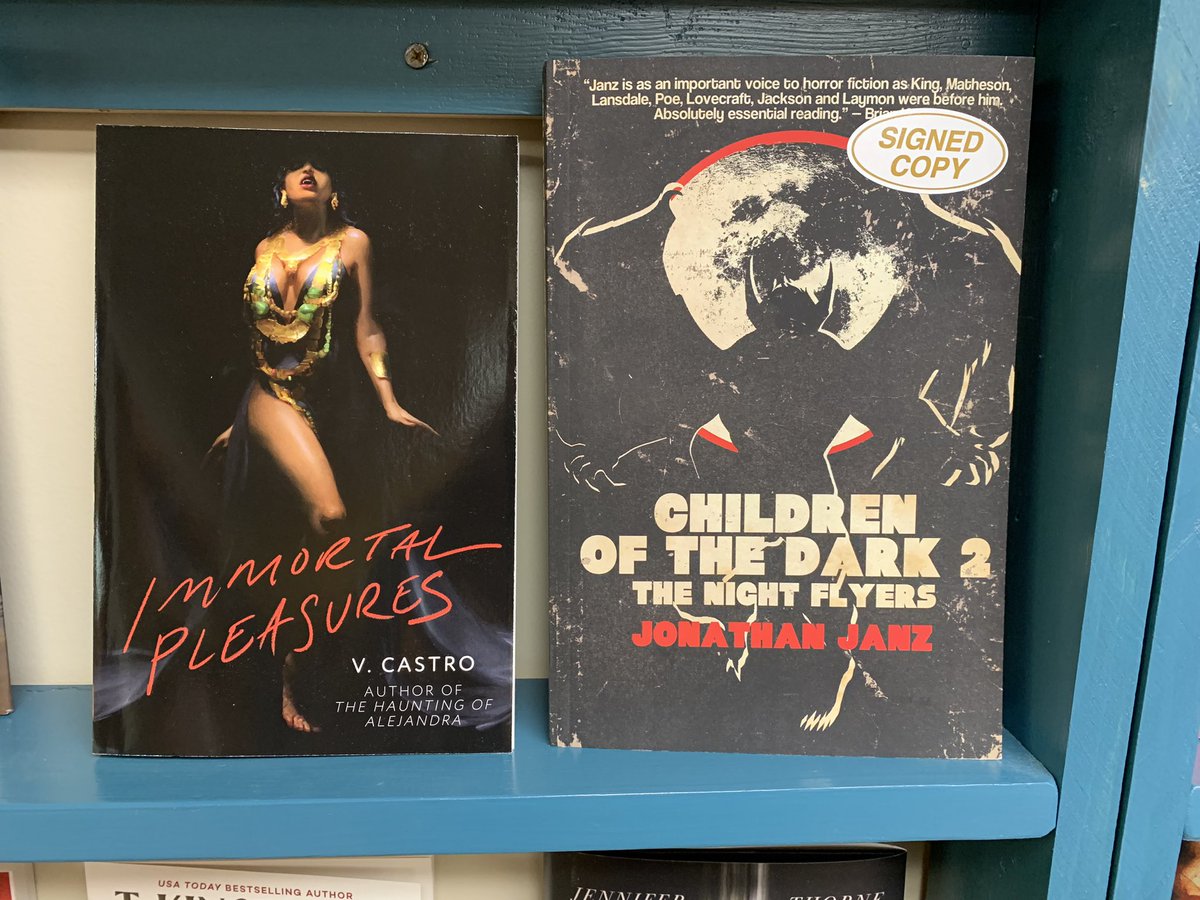 IMMORTAL
PLEASURES
V. CASTRO
AUTHOR OF
THE HAUNTING OF
ALEJANDRA
“Janz is as an important voice to horror fiction as King, Matheson,
Lansdale, Poe, Lovecraft, Jackson and Laymon were before him.
Absolutely essential reading.” –
SIGNED
COPY
CHILDREN
OF THE DARK 2
THE NIGHT FLYERS
JONATHAN JANZ
USA TODAY BESTSELLING AUTHOR
JENNIFER THORNE